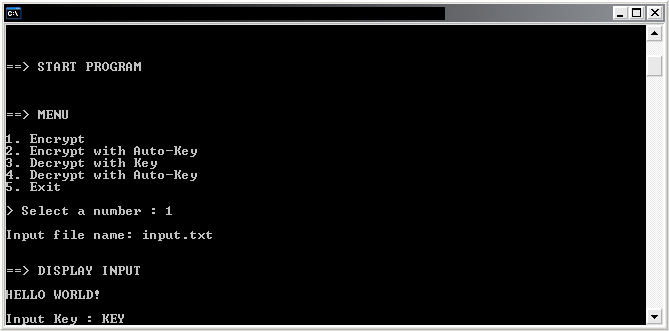 C:\
==> START PROGRAM
==> MENU
1. Encrypt
2. Encrypt with Auto-Key
3. Decrypt with Key
4. Decrypt with Auto-Key
5. Exit
> Select a number : 1
Input file name: input.txt
==> DISPLAY INPUT
HELLO WORLD!
Input Key : KEY